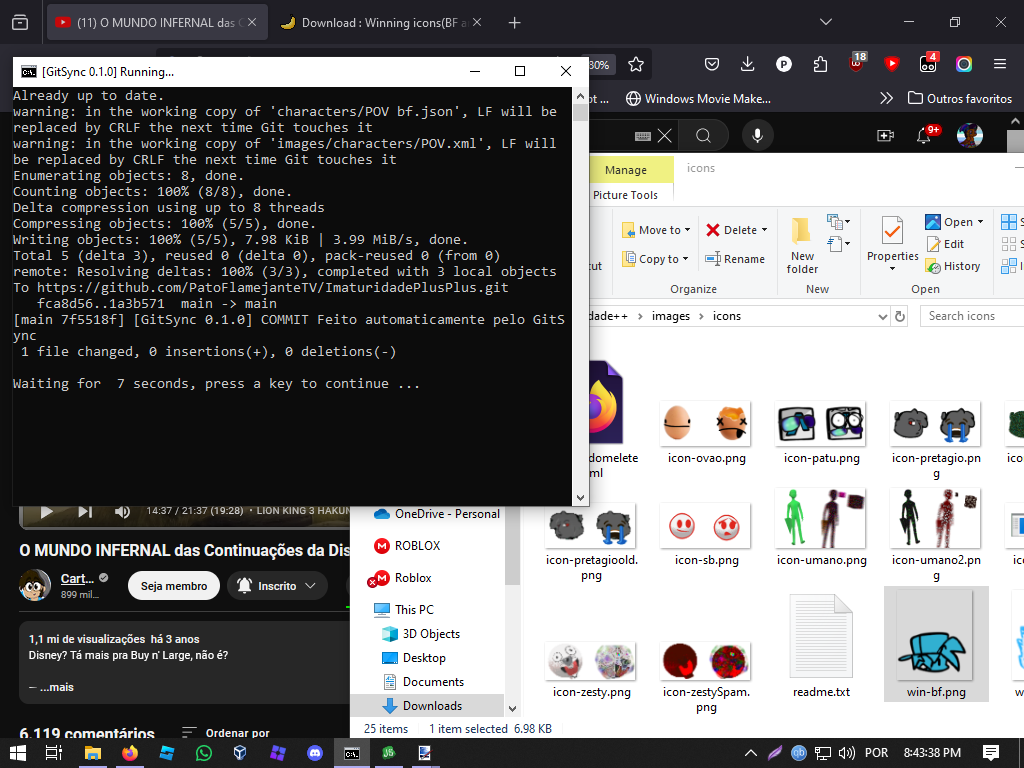 (11) O MUNDO INFERNAL das C
Download : Winning icons(BF a
[GitSync 0.1.0] Running...
30%
18
4
ot ...
Windows Movie Make...
Outros favoritos
Already up to date.
warning: in the working copy of 'characters/POV bf.json', LF will be
replaced by CRLF the next time Git touches it
warning: in the working copy of 'images/characters/POV.xml', LF will
be replaced by CRLF the next time Git touches it
Enumerating objects: 8, done.
Counting objects: 100% (8/8), done.
Delta compression using up to 8 threads
Compressing objects: 100% (5/5), done.
Writing objects: 100% (5/5), 7.98 KiB | 3.99 MiB/s, done.
Total 5 (delta 3), reused 0 (delta 0), pack-reused 0 (from 0)
remote: Resolving deltas: 100% (3/3), completed with 3 local objects
To https://github.com/PatoFlamejanteTV/ImaturidadePlusPlus.git
fca8d56..1a3b571  main -> main
[main 7f5518f] [GitSync 0.1.0] COMMIT Feito automaticamente pelo GitS
ync
1 file changed, 0 insertions(+), 0 deletions(-)
Waiting for  7 seconds, press a key to continue ...
9+
Manage
icons
Picture Tools
cut
Move to
Copy to
Delete
Rename
Organize
New
folder
New
Properties
Open
Edit
History
Open
S
S
I
dade++ > images > icons
Search icons
domelete
ml
icon-ovao.png
icon-patu.png
icon-pretagio.pn
g
ico
icon-pretagioold.
png
icon-sb.png
icon-umano.png
icon-umano2.pn
g
ico
icon-zesty.png
icon-zestySpam.
png
readme.txt
win-bf.png
w
OneDrive - Personal
ROBLOX
Roblox
This PC
3D Objects
Desktop
Documents
Downloads
25 items
1 item selected
6.98 KB
14:37 / 21:37 (19:28) • LION KING 3 HAKUN
O MUNDO INFERNAL das Continuações da Dis
Cart...
899 mil...
Seja membro
Inscrito
1,1 mi de visualizações  há 3 anos
Disney? Tá mais pra Buy n' Large, não é?
-- ...mais
6.119 comentários
Ordenar por
POR
8:43:38 PM